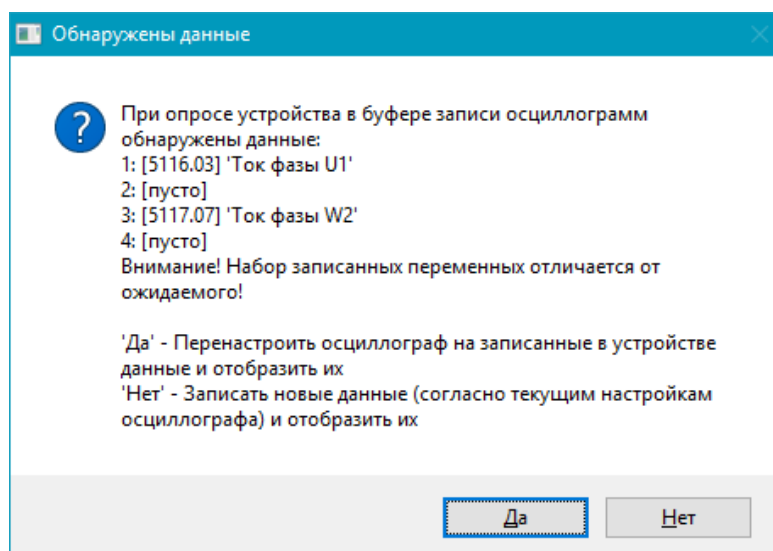 Обнаружены данные
При опросе устройства в буфере записи осциллограмм
обнаружены данные:
1: [5116.03] 'Ток фазы U1'
2: [пусто]
3: [5117.07] 'Ток фазы W2'
4: [пусто]
Внимание! Набор записанных переменных отличается от
ожидаемого!
'Да' - Перенастроить осциллограф на записанные в устройстве
данные и отобразить их
'Нет' - Записать новые данные (согласно текущим настройкам
осциллографа) и отобразить их
Да
Нет